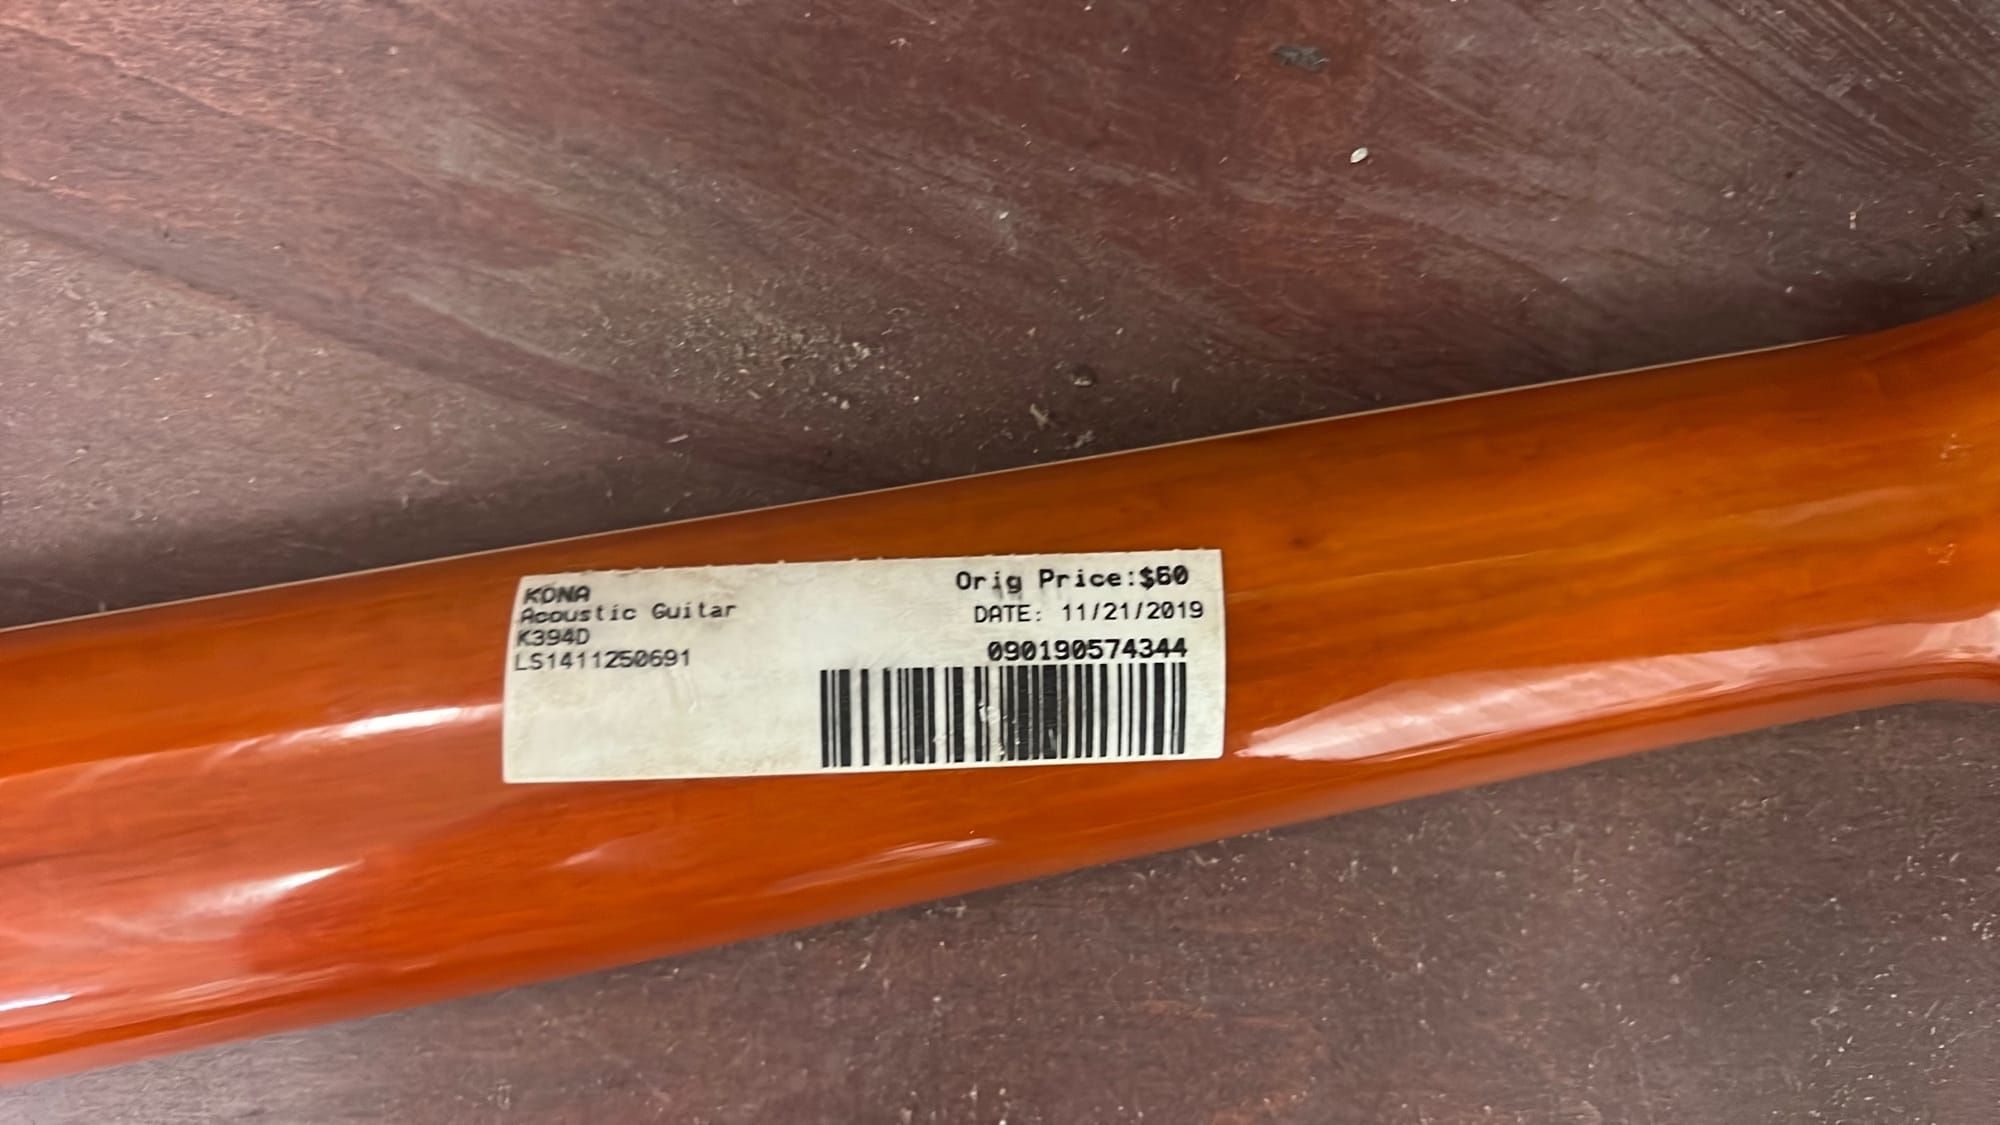 KONA
Acoustic Guitar
K394D
LS1411250691
Orig Price:$60
DATE: 11/21/2019
090190574344